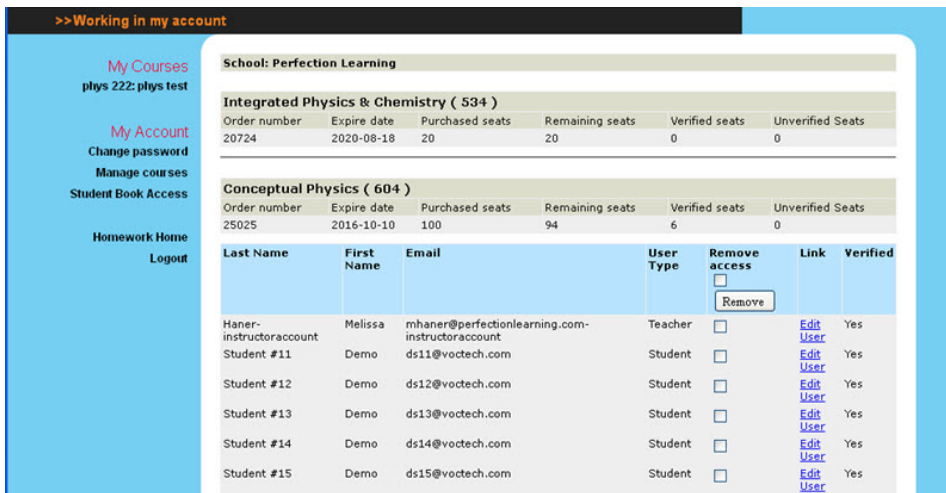 >>Working in my account
My Courses
phys 222: phys test
My Account
Change password
Manage courses
Student Book Access
Homework Home
Logout
School: Perfection Learning
Integrated Physics & Chemistry ( 534 )
Order number Expire date Purchased seats Remaining seats Verified seats Unverified Seats
20724 2020-08-18 20 20 0 0
Conceptual Physics ( 604 )
Order number Expire date Purchased seats Remaining seats Verified seats Unverified Seats
25025 2016-10-10 100 94 6 0
Last Name First Email User Remove Link Verified
Name Type access
Remove
Haner- Melissa mhaner@perfectionlearning.com- Teacher Edit Yes
instructoraccount instructoraccount User
Student #11 Demo ds11@voctech.com Student Edit Yes
User
Student #12 Demo ds12@voctech.com Student Edit Yes
User
Student #13 Demo ds13@voctech.com Student Edit Yes
User
Student #14 Demo ds14@voctech.com Student Edit Yes
User
Student #15 Demo ds15@voctech.com Student Edit Yes
User